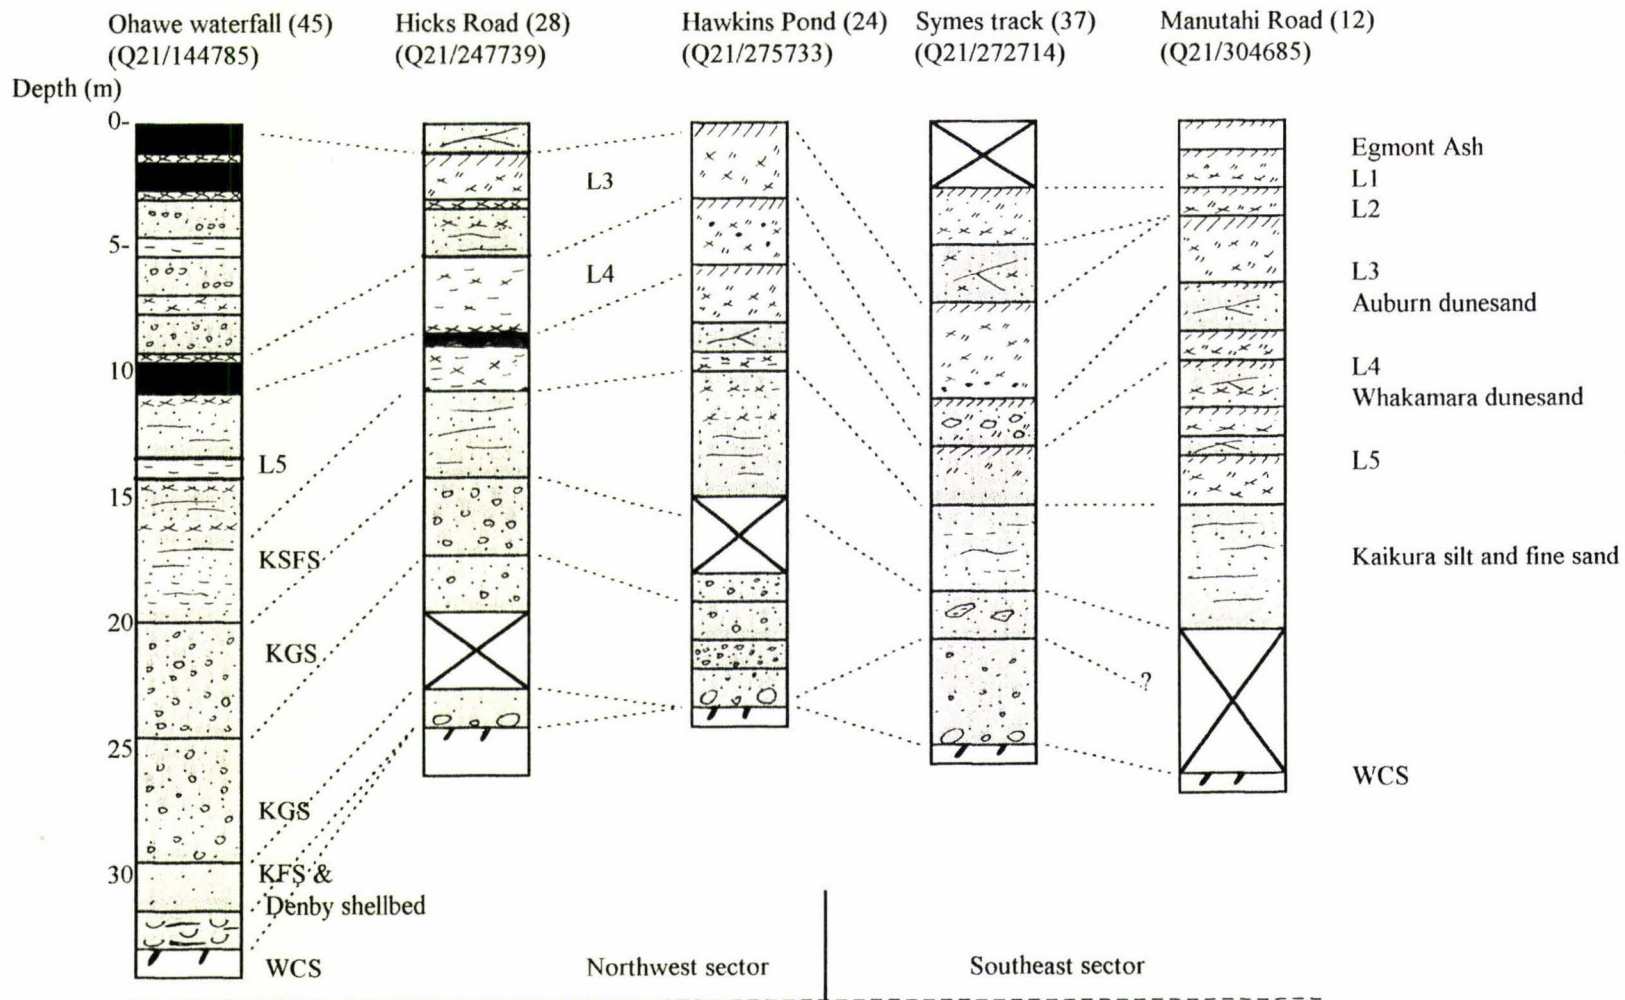 Ohawe waterfall (45)
(Q21/144785)
Hicks Road (28)
(Q21/247739)
Hawkins Pond (24)
(Q21/275733)
Symes track (37)
(Q21/272714)
Manutahi Road (12)
(Q21/304685)
Depth (m)
0-
5-
10
15
20
25
30
L5
KSFS
KGS
KGS
KFS &
Denby shellbed
WCS
L3
L4
?
Egmont Ash
L1
L2
L3
Auburn dunesand
L4
Whakamara dunesand
L5
Kaikura silt and fine sand
WCS
Northwest sector
Southeast sector